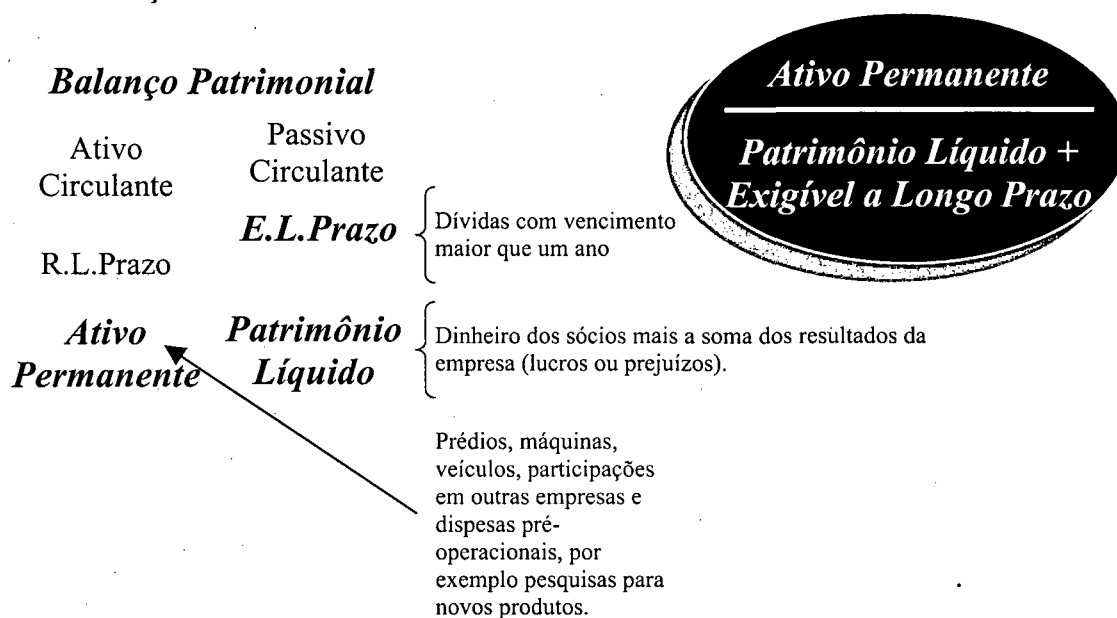 Balanço Patrimonial
Ativo
Circulante
Passivo
Circulante
E.L.Prazo
Dívidas com vencimento
maior que um ano
R.L.Prazo
Ativo
Permanente
Patrimônio
Líquido
Dinheiro dos sócios mais a soma dos resultados da
empresa (lucros ou prejuízos).
Prédios, máquinas,
veículos, participações
em outras empresas e
dispesas pré-
operacionais, por
exemplo pesquisas para
novos produtos.
Ativo Permanente
Patrimônio Líquido +
Exigível a Longo Prazo